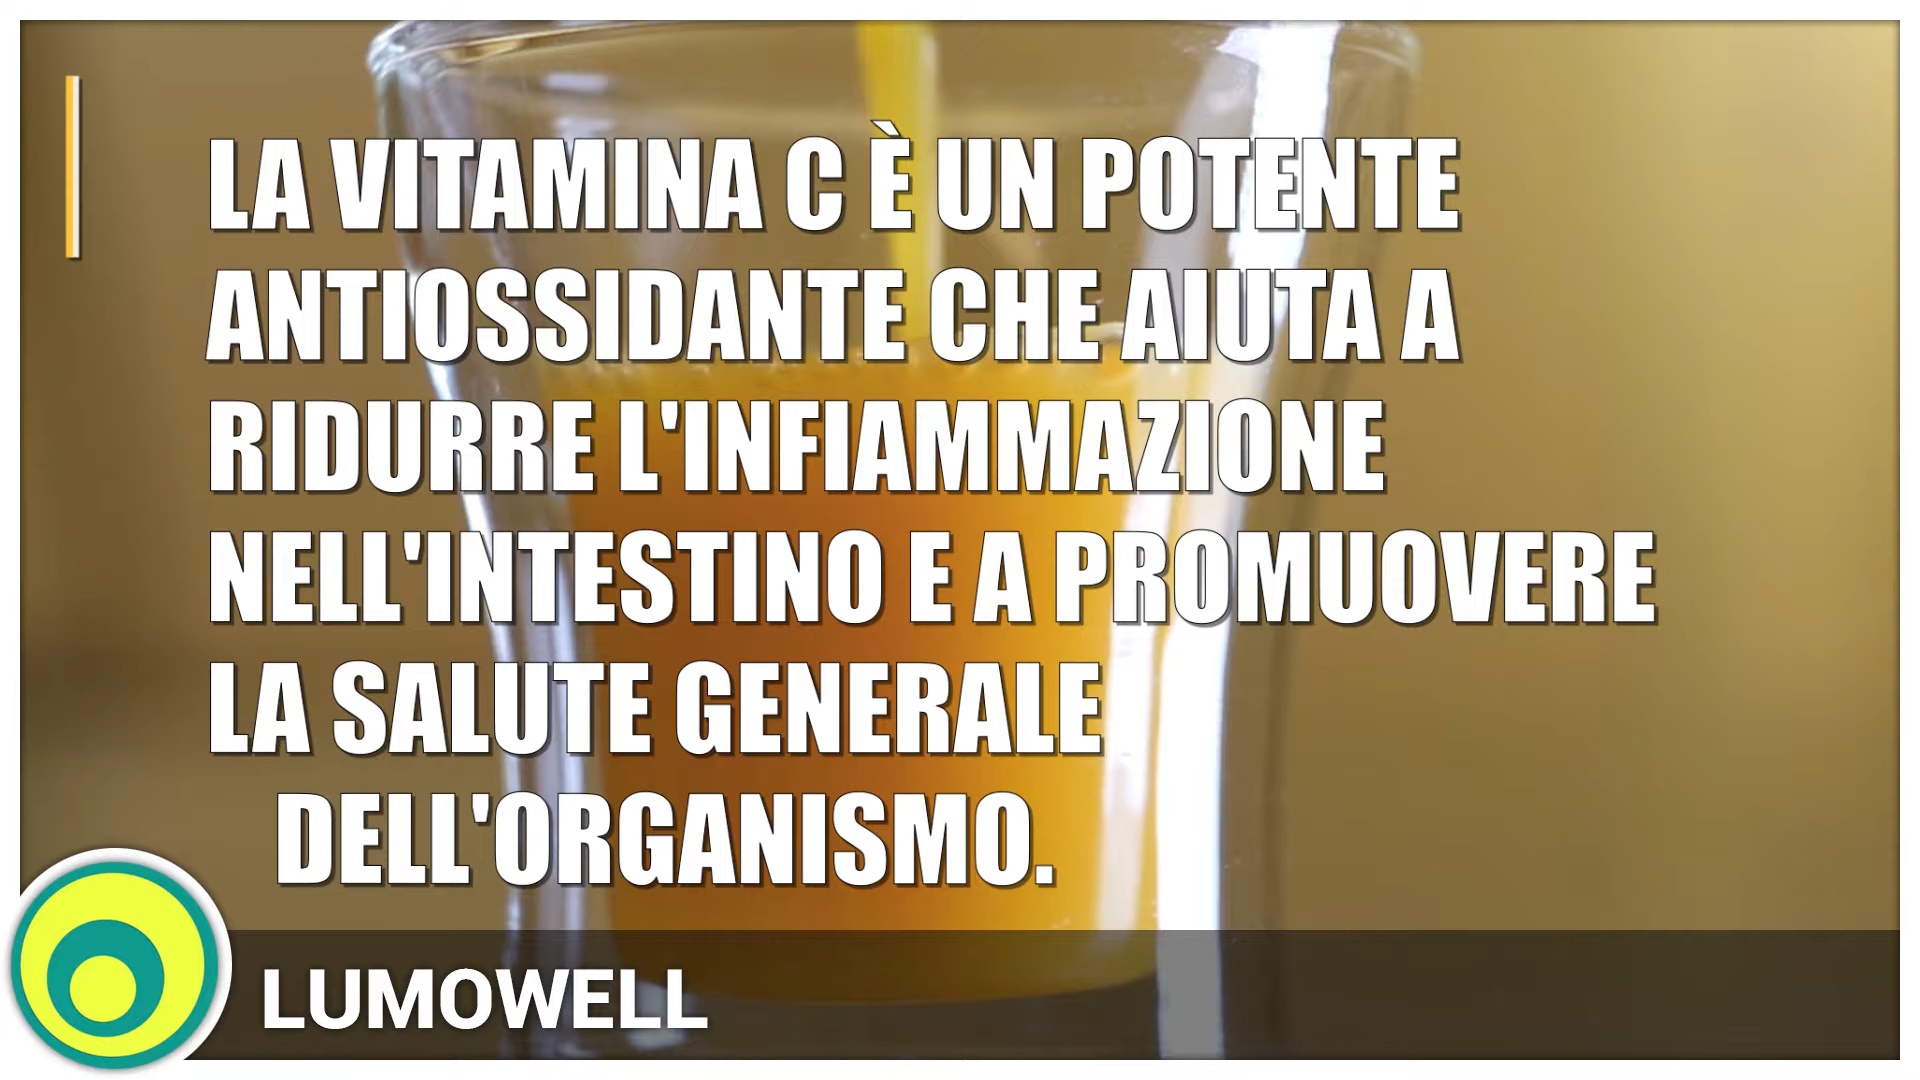 LA VITAMINA C È UN POTENTE
ANTIOSSIDANTE CHE AIUTA A
RIDURRE L'INFIAMMAZIONE
NELL'INTESTINO E A PROMUOVERE
LA SALUTE GENERALE
DELL'ORGANISMO.
LUMOWELL